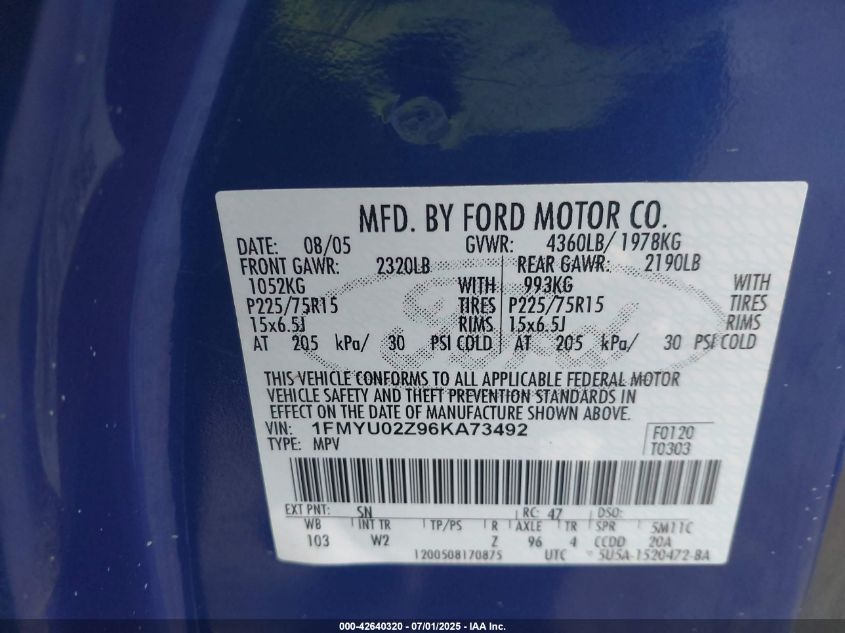 MFD. BY FORD MOTOR CO.
DATE: 08/05 GVWR: 4360LB/ 1978KG
FRONT GAWR: 2320LB REAR GAWR: 2190LB
1052KG WITH 993KG WITH
P225/75R15 TIRES P225/75R15 TIRES
15x6.5J RIMS 15x6.5J RIMS
AT 205 kPa/ 30 PSI COLD AT 205 kPa/ 30 PSI COLD
Ford
THIS VEHICLE CONFORMS TO ALL APPLICABLE FEDERAL MOTOR
VEHICLE SAFETY AND THEFT PREVENTION STANDARDS IN
EFFECT ON THE DATE OF MANUFACTURE SHOWN ABOVE.
VIN: 1FMYU02Z96KA73492 F0120
TYPE: MPV T0303
EXT PNT: SN RC: 47 DSO:
WB INT TR TP/PS R AXLE TR SPR 5M11C
103 W2 Z 96 4 CCDD 20A
1200508170875 UTC 5U5A-1520472-BA
000-42640320 - 07/01/2025 - IAA Inc.